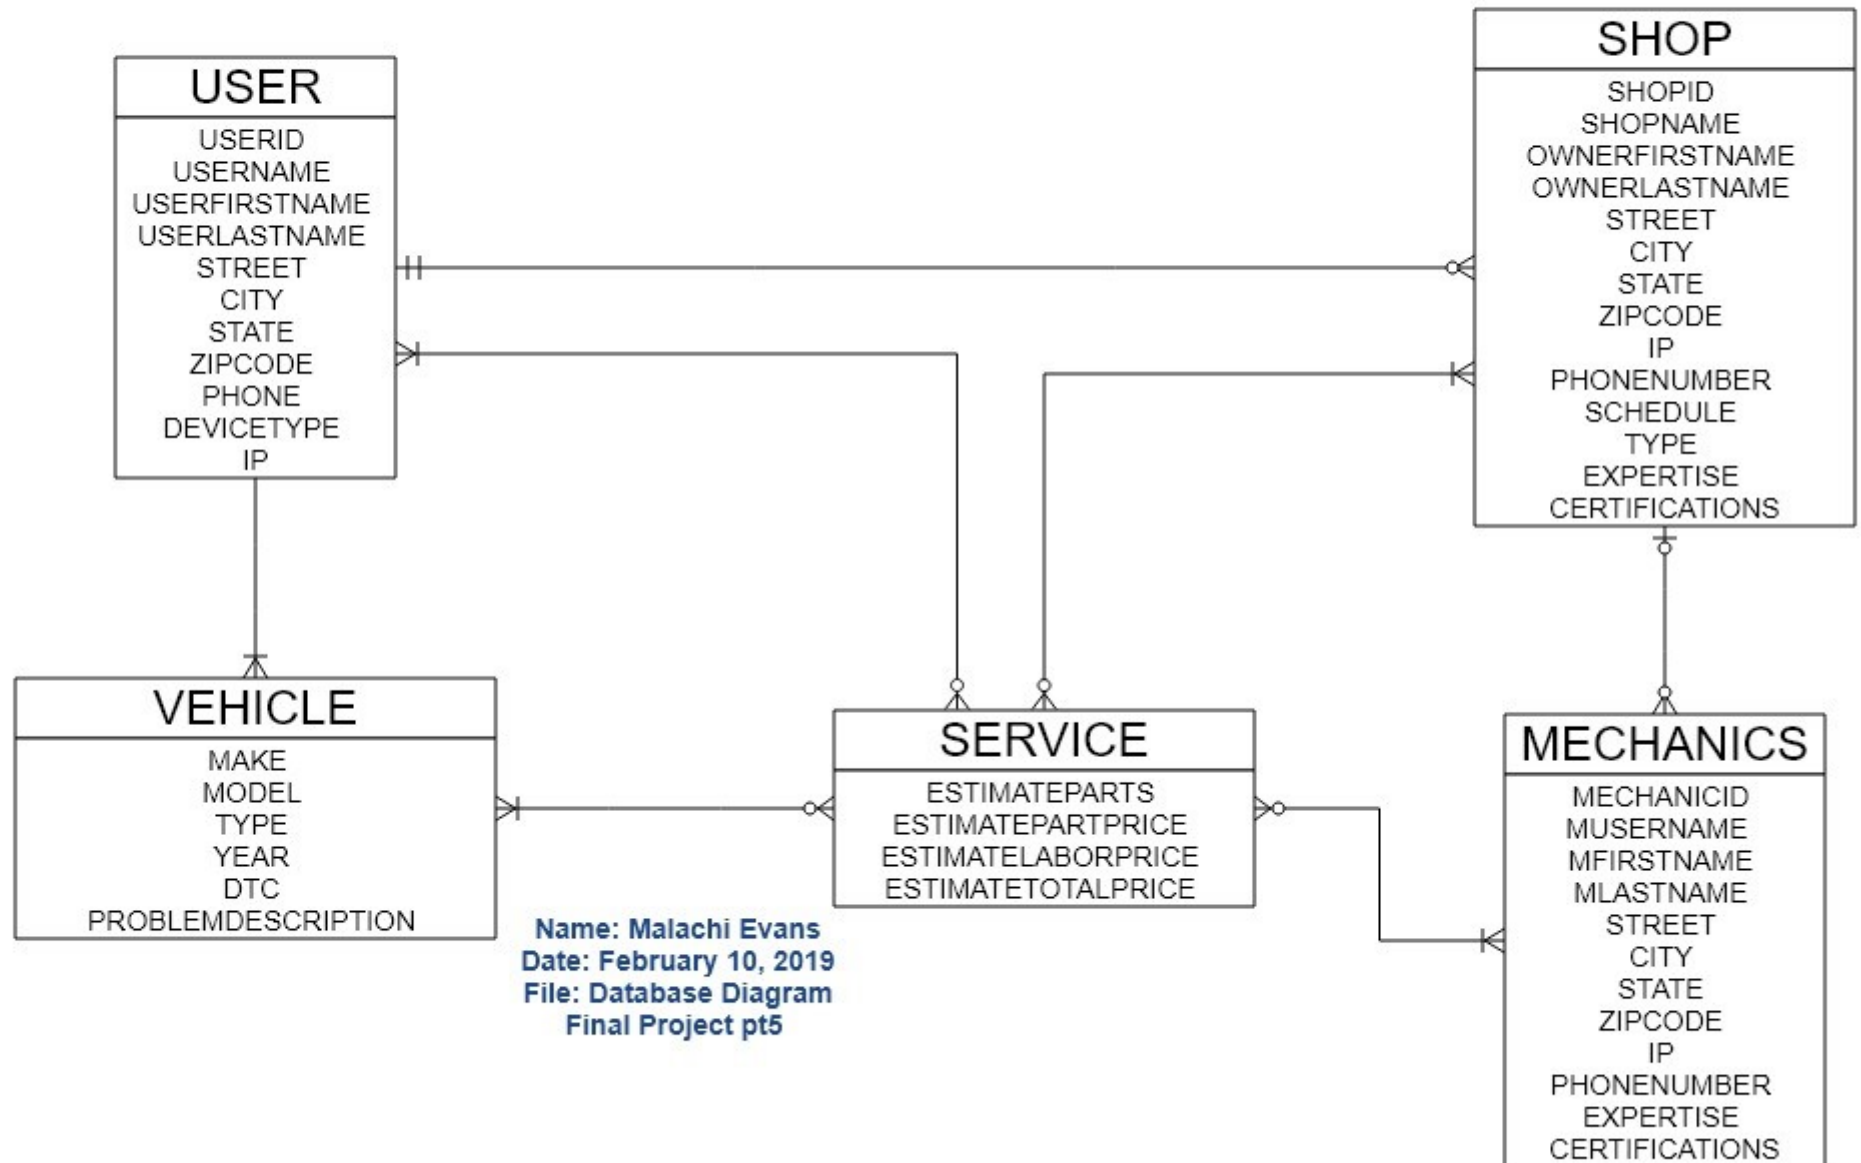 USER
USERID
USERNAME
USERFIRSTNAME
USERLASTNAME
STREET
CITY
STATE
ZIPCODE
PHONE
DEVICETYPE
IP
SHOP
SHOPID
SHOPNAME
OWNERFIRSTNAME
OWNERLASTNAME
STREET
CITY
STATE
ZIPCODE
IP
PHONENUMBER
SCHEDULE
TYPE
EXPERTISE
CERTIFICATIONS
VEHICLE
MAKE
MODEL
TYPE
YEAR
DTC
PROBLEMDESCRIPTION
SERVICE
ESTIMATEPARTS
ESTIMATEPARTPRICE
ESTIMATELABORPRICE
ESTIMATETOTALPRICE
MECHANICS
MECHANICID
MUSERNAME
MFIRSTNAME
MLASTNAME
STREET
CITY
STATE
ZIPCODE
IP
PHONENUMBER
EXPERTISE
CERTIFICATIONS
Name: Malachi Evans
Date: February 10, 2019
File: Database Diagram
Final Project pt5